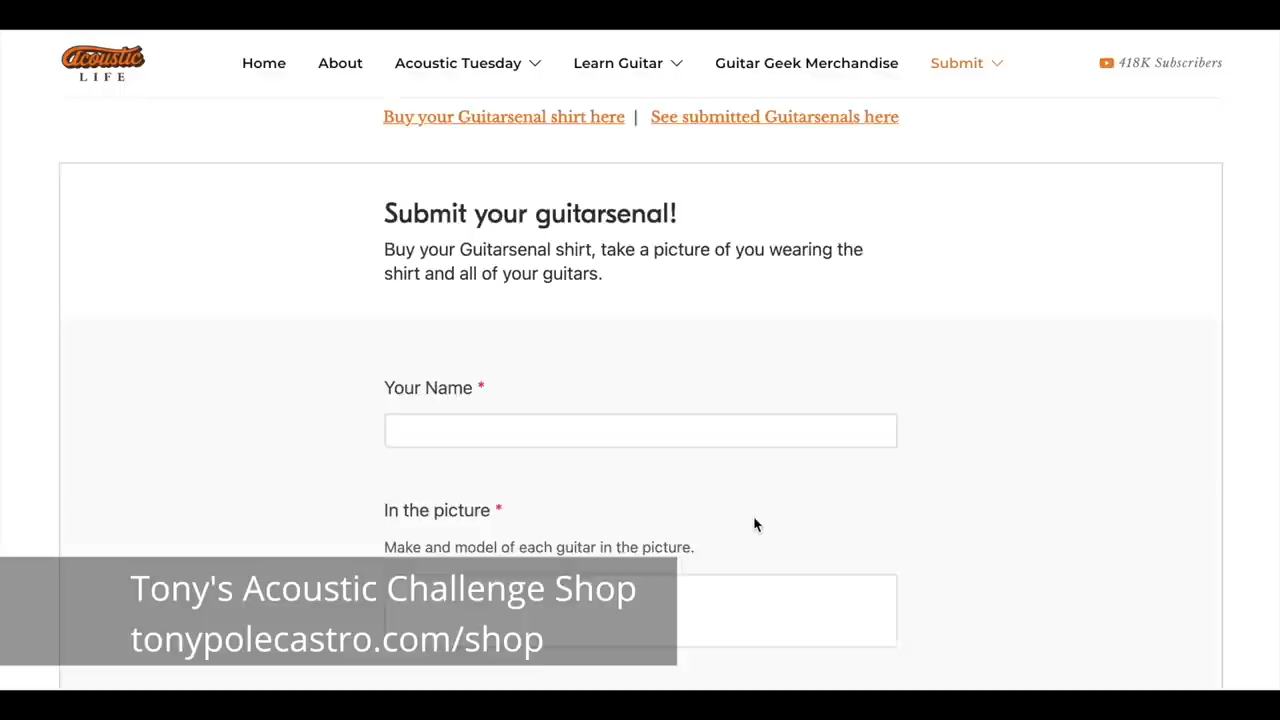 Acoustic
LIFE
Home
About
Acoustic Tuesday
Learn Guitar
Guitar Geek Merchandise
Submit
418K Subscribers
Buy your Guitarsenal shirt here | See submitted Guitarsenals here
Submit your guitarsenal!
Buy your Guitarsenal shirt, take a picture of you wearing the
shirt and all of your guitars.
Your Name *
In the picture *
Make and model of each guitar in the picture.
Tony's Acoustic Challenge Shop
tonypolecastro.com/shop